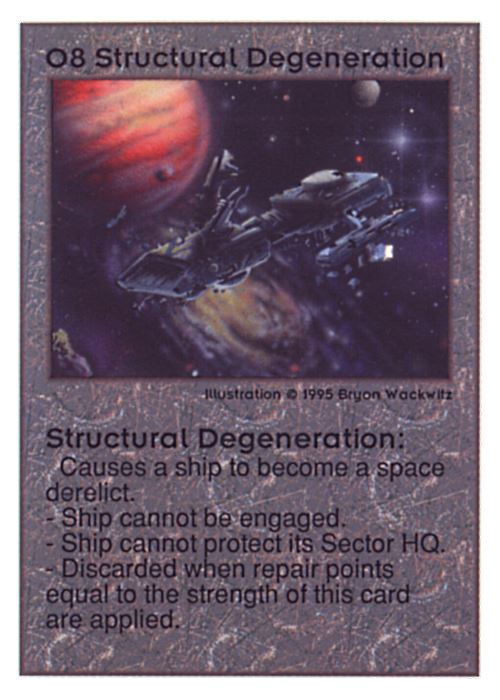 O8 Structural Degeneration
Illustration © 1995 Bryon Wackwitz
Structural Degeneration:
Causes a ship to become a space
derelict.
- Ship cannot be engaged.
- Ship cannot protect its Sector HQ.
- Discarded when repair points
equal to the strength of this card
are applied.